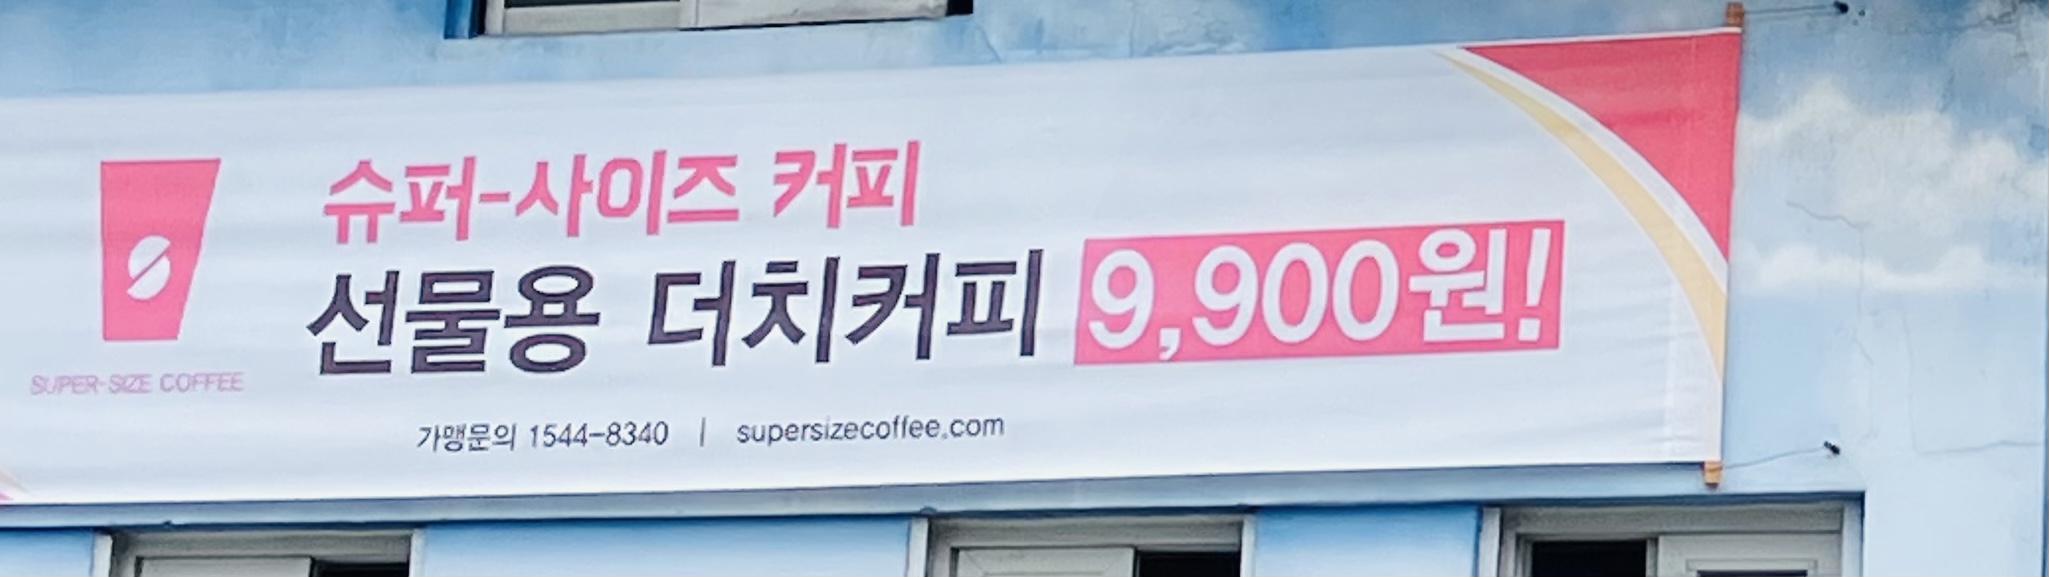 슈퍼-사이즈 커피
선물용 더치커피 9,900원!
SUPER-SIZE COFFEE
가맹문의 1544-8340 | supersizecoffee.com